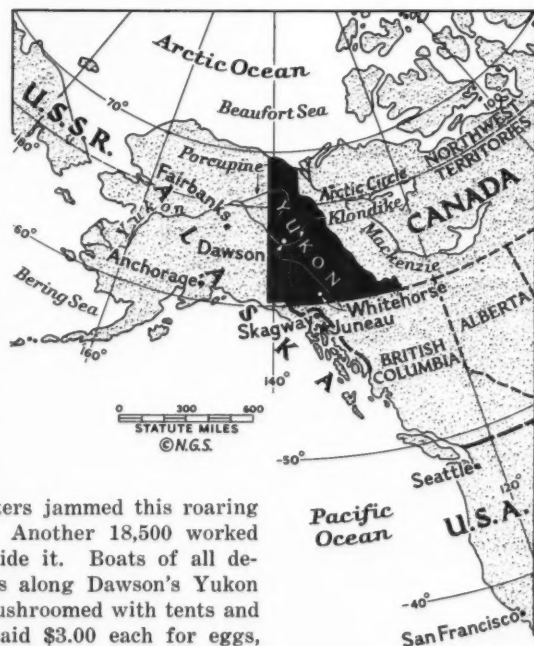 Arctic Ocean
Beaufort Sea
U.S.S.R.
70°
180°
100°
NORTHWEST
TERRITORIES
Porcupine
Arctic Circle
Fairbanks
Klondike
CANADA
Yukon
YUKON
Mackenzie
60°
Dawson
Anchorage
ALASKA
Bering Sea
Whitehorse
Skagway
Juneau
160°
140°
BRITISH
COLUMBIA
ALBERTA
0 300 600
STATUTE MILES
©N.G.S.
50°
Seattle
120°
U.S.A.
Pacific
Ocean
40°
San Francisco
ters jammed this roaring
Another 18,500 worked
ide it. Boats of all de-
s along Dawson's Yukon
ushroomed with tents and
aid $3.00 each for eggs,